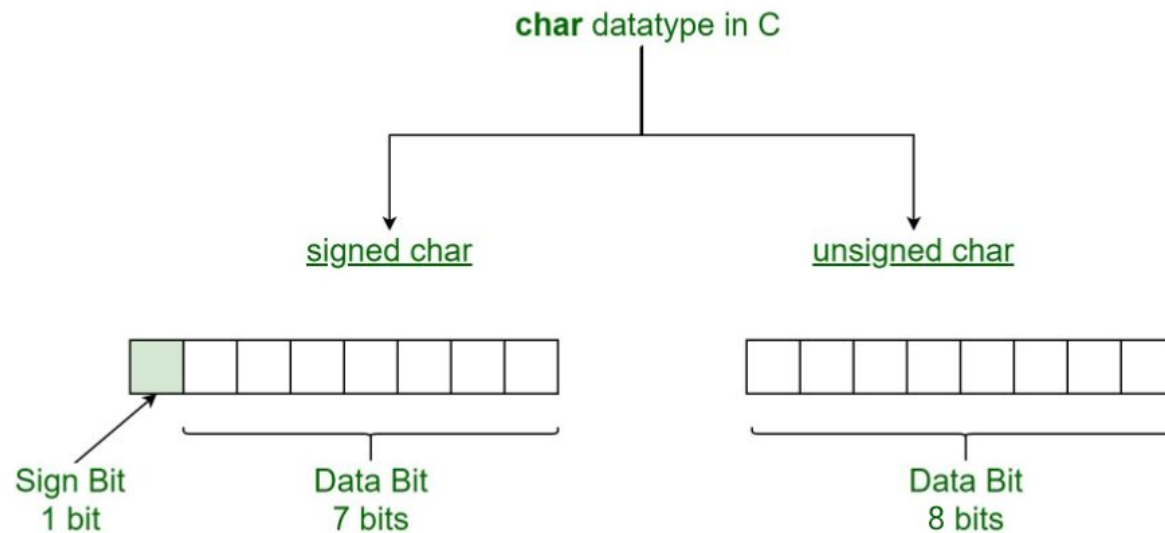 char datatype in C
signed char
unsigned char
Sign Bit
1 bit
Data Bit
7 bits
Data Bit
8 bits